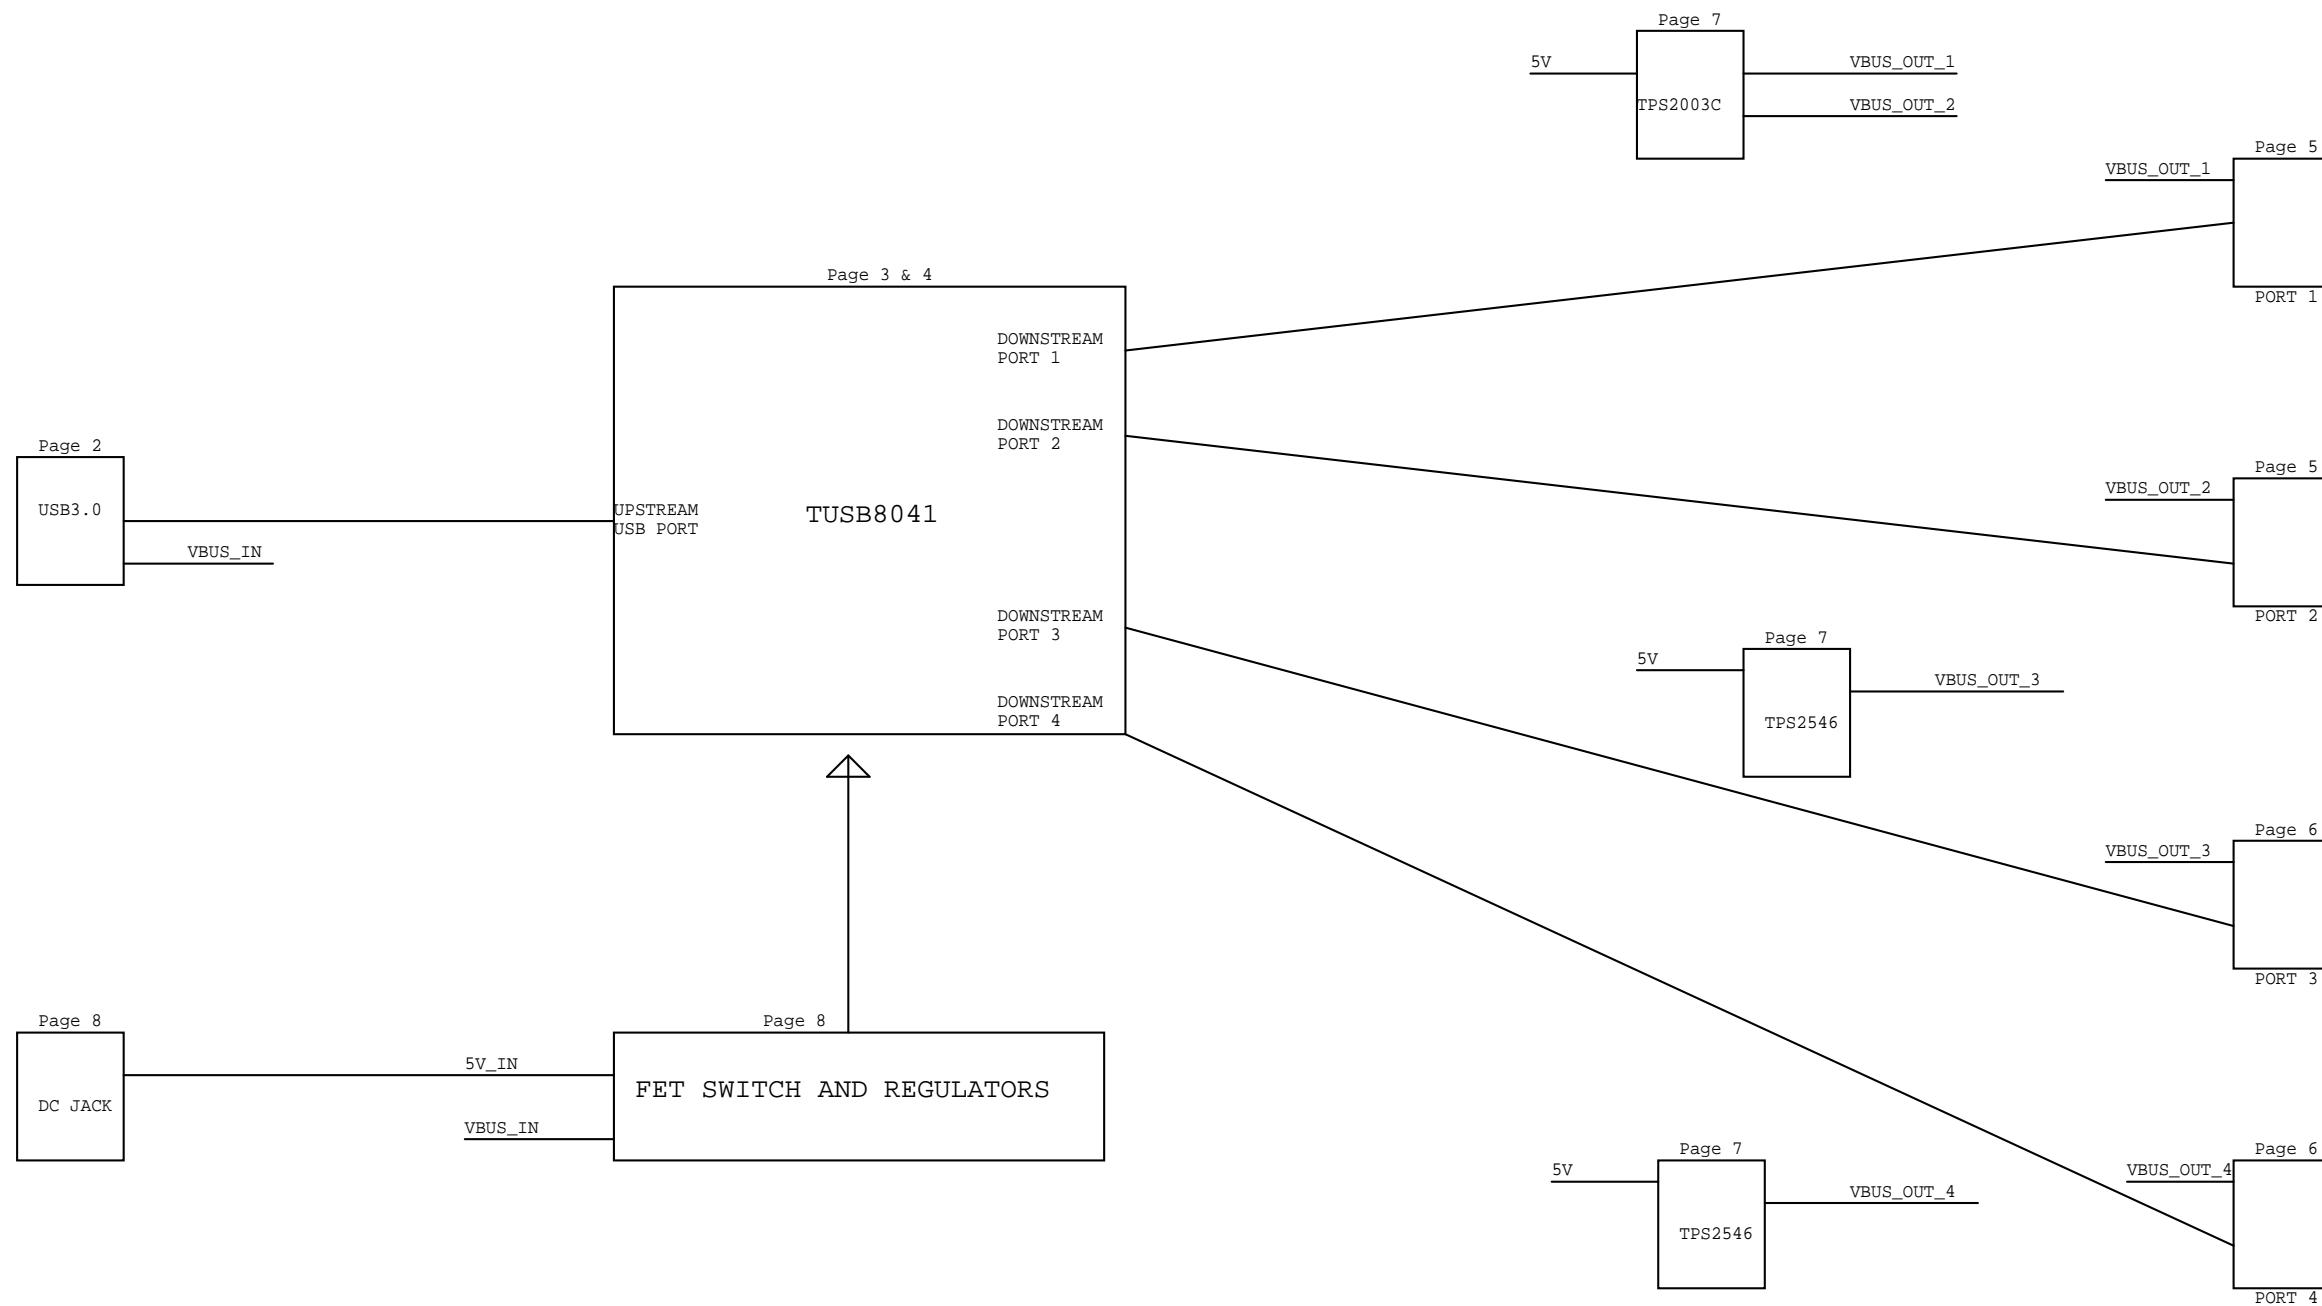 Page 7
5V
VBUS_OUT_1
TPS2003C
VBUS_OUT_2
Page 5
VBUS_OUT_1
PORT 1
Page 3 & 4
DOWNSTREAM
PORT 1
DOWNSTREAM
PORT 2
Page 2
USB3.0
VBUS_IN
UPSTREAM
USB PORT
TUSB8041
Page 5
VBUS_OUT_2
PORT 2
DOWNSTREAM
PORT 3
DOWNSTREAM
PORT 4
Page 7
5V
VBUS_OUT_3
TPS2546
Page 6
VBUS_OUT_3
PORT 3
Page 8
DC JACK
5V_IN
VBUS_IN
Page 8
FET SWITCH AND REGULATORS
Page 7
5V
VBUS_OUT_4
TPS2546
Page 6
VBUS_OUT_4
PORT 4